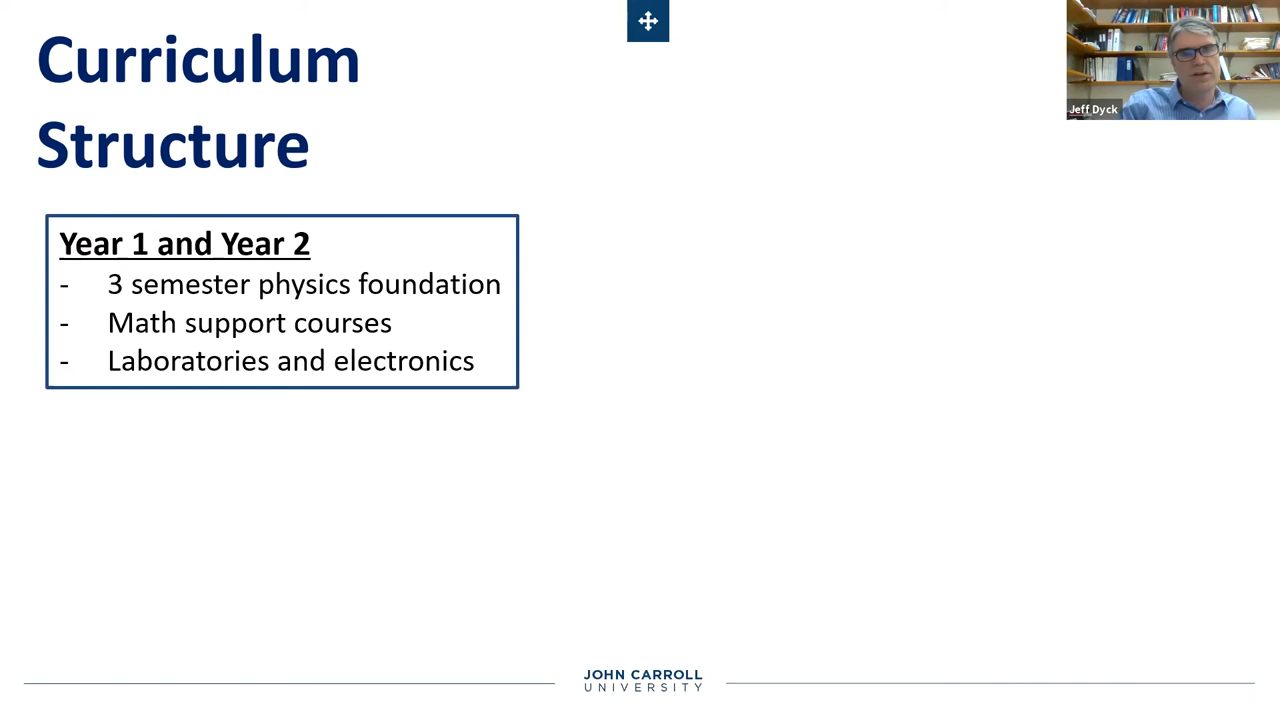 Curriculum
Structure
Jeff Dyck
Year 1 and Year 2
- 3 semester physics foundation
- Math support courses
- Laboratories and electronics
JOHN CARROLL
UNIVERSITY